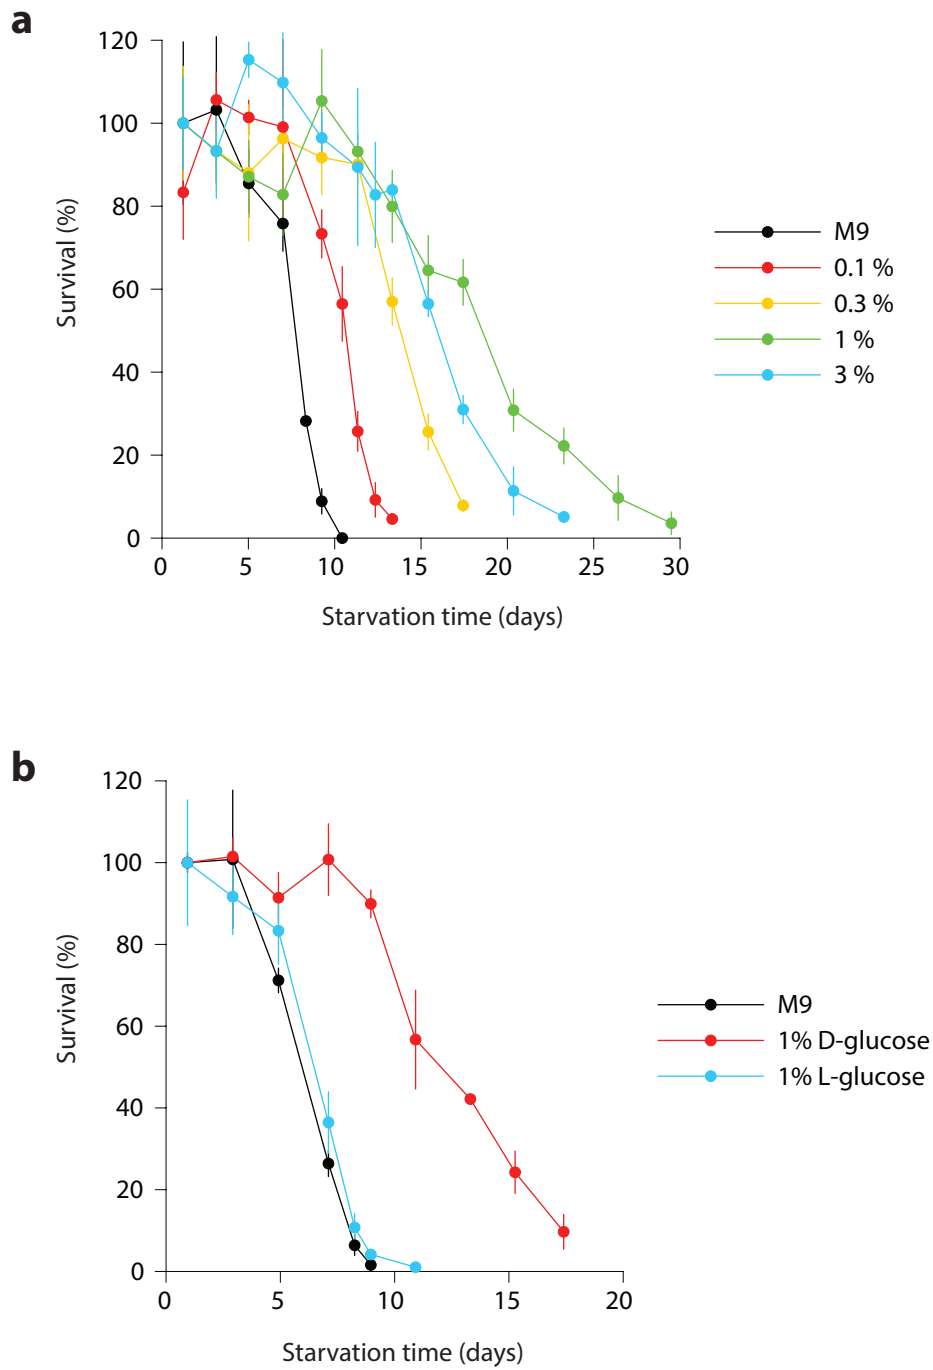 a
120
100
80
60
40
20
0
Survival (%)
0 5 10 15 20 25 30
Starvation time (days)
M9
0.1 %
0.3 %
1 %
3 %
b
120
100
80
60
40
20
0
Survival (%)
0 5 10 15 20
Starvation time (days)
M9
1% D-glucose
1% L-glucose